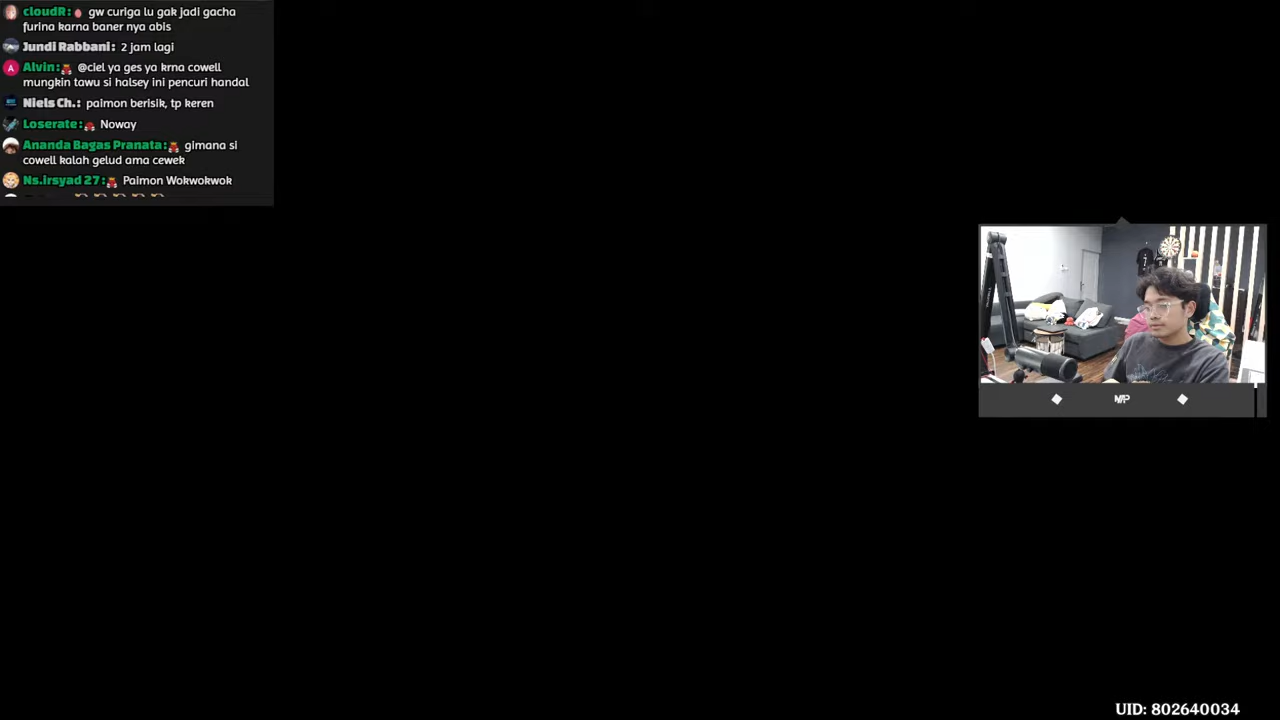 cloudR: gw curiga lu gak jadi gacha
furina karna baner nya abis
Jundi Rabbani: 2 jam lagi
A
Alvin: @ciel ya ges ya krna cowell
mungkin tawu si halsey ini pencuri handal
Niels Ch.: paimon berisik, tp keren
Loserate: Noway
Ananda Bagas Pranata: gimana si
cowell kalah gelud ama cewek
Ns.irsyad 27: Paimon Wokwokwok
UID: 802640034